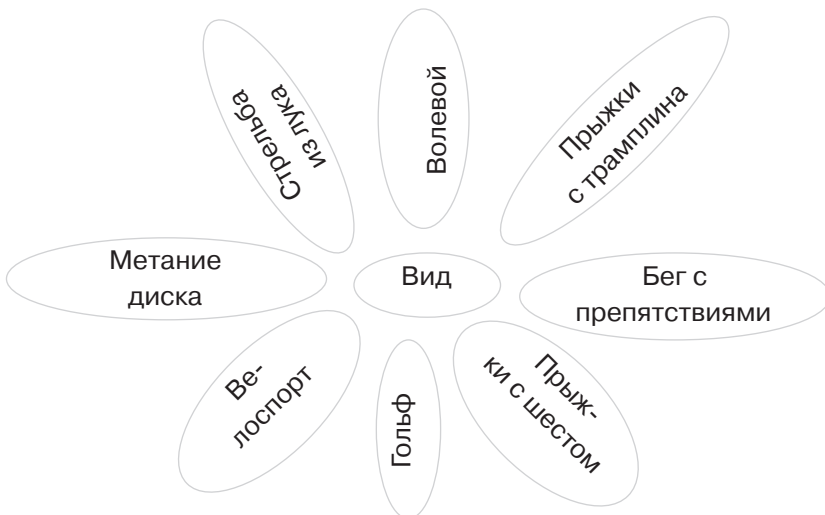 Стрельба
из лука
Волевой
Прыжки
с трамплина
Метание
диска
Вид
Бег с
препятствиями
Ве-
лоспорт
Гольф
Прыж-
ки с шестом